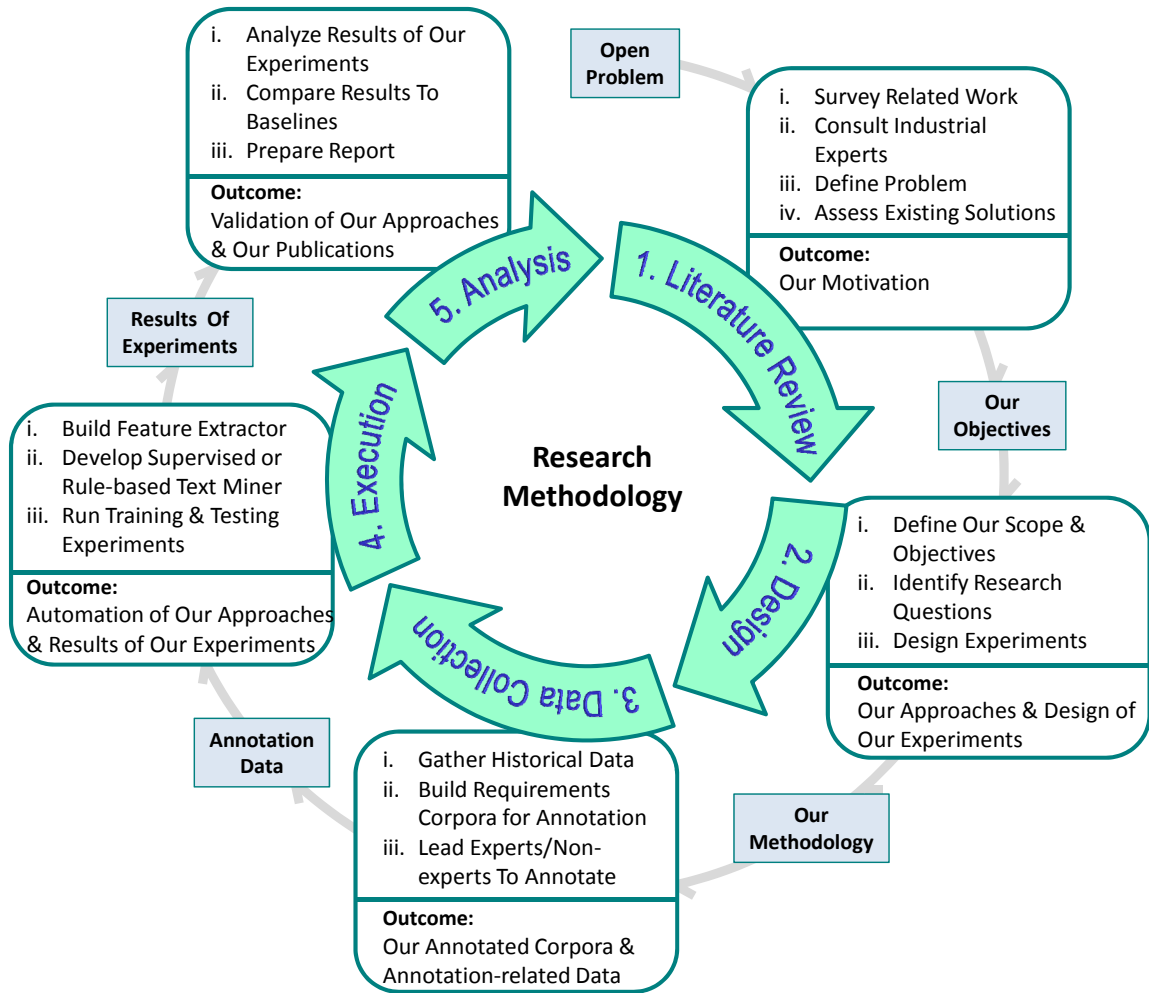 Open
Problem
i. Survey Related Work
ii. Consult Industrial
Experts
iii. Define Problem
iv. Assess Existing Solutions
Outcome:
Our Motivation
1. Literature Review
Our
Objectives
i. Define Our Scope &
Objectives
ii. Identify Research
Questions
iii. Design Experiments
Outcome:
Our Approaches & Design of
Our Experiments
2. Design
Our
Methodology
i. Gather Historical Data
ii. Build Requirements
Corpora for Annotation
iii. Lead Experts/Non-
experts To Annotate
Outcome:
Our Annotated Corpora &
Annotation-related Data
3. Data Collection
Annotation
Data
i. Build Feature Extractor
ii. Develop Supervised or
Rule-based Text Miner
iii. Run Training & Testing
Experiments
Outcome:
Automation of Our Approaches
& Results of Our Experiments
4. Execution
Results Of
Experiments
i. Analyze Results of Our
Experiments
ii. Compare Results To
Baselines
iii. Prepare Report
Outcome:
Validation of Our Approaches
& Our Publications
5. Analysis
Research
Methodology